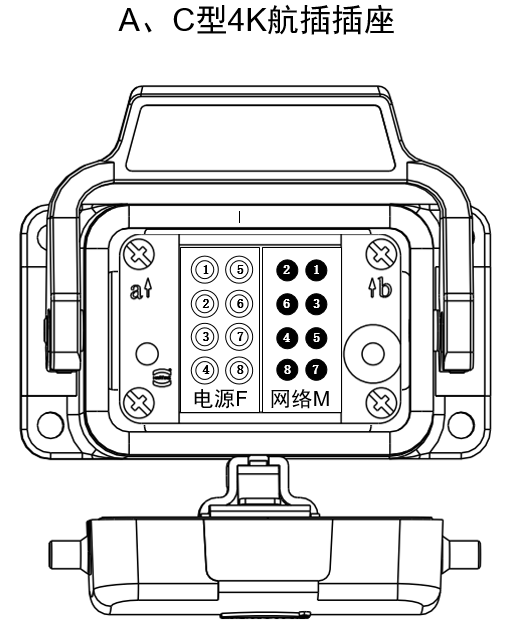 A、C型4K航插插座
a b
① ⑤ ❷ ❶
② ⑥ ❻ ❸
③ ⑦ ❹ ❺
④ ⑧ ❽ ❼
电源F 网络M